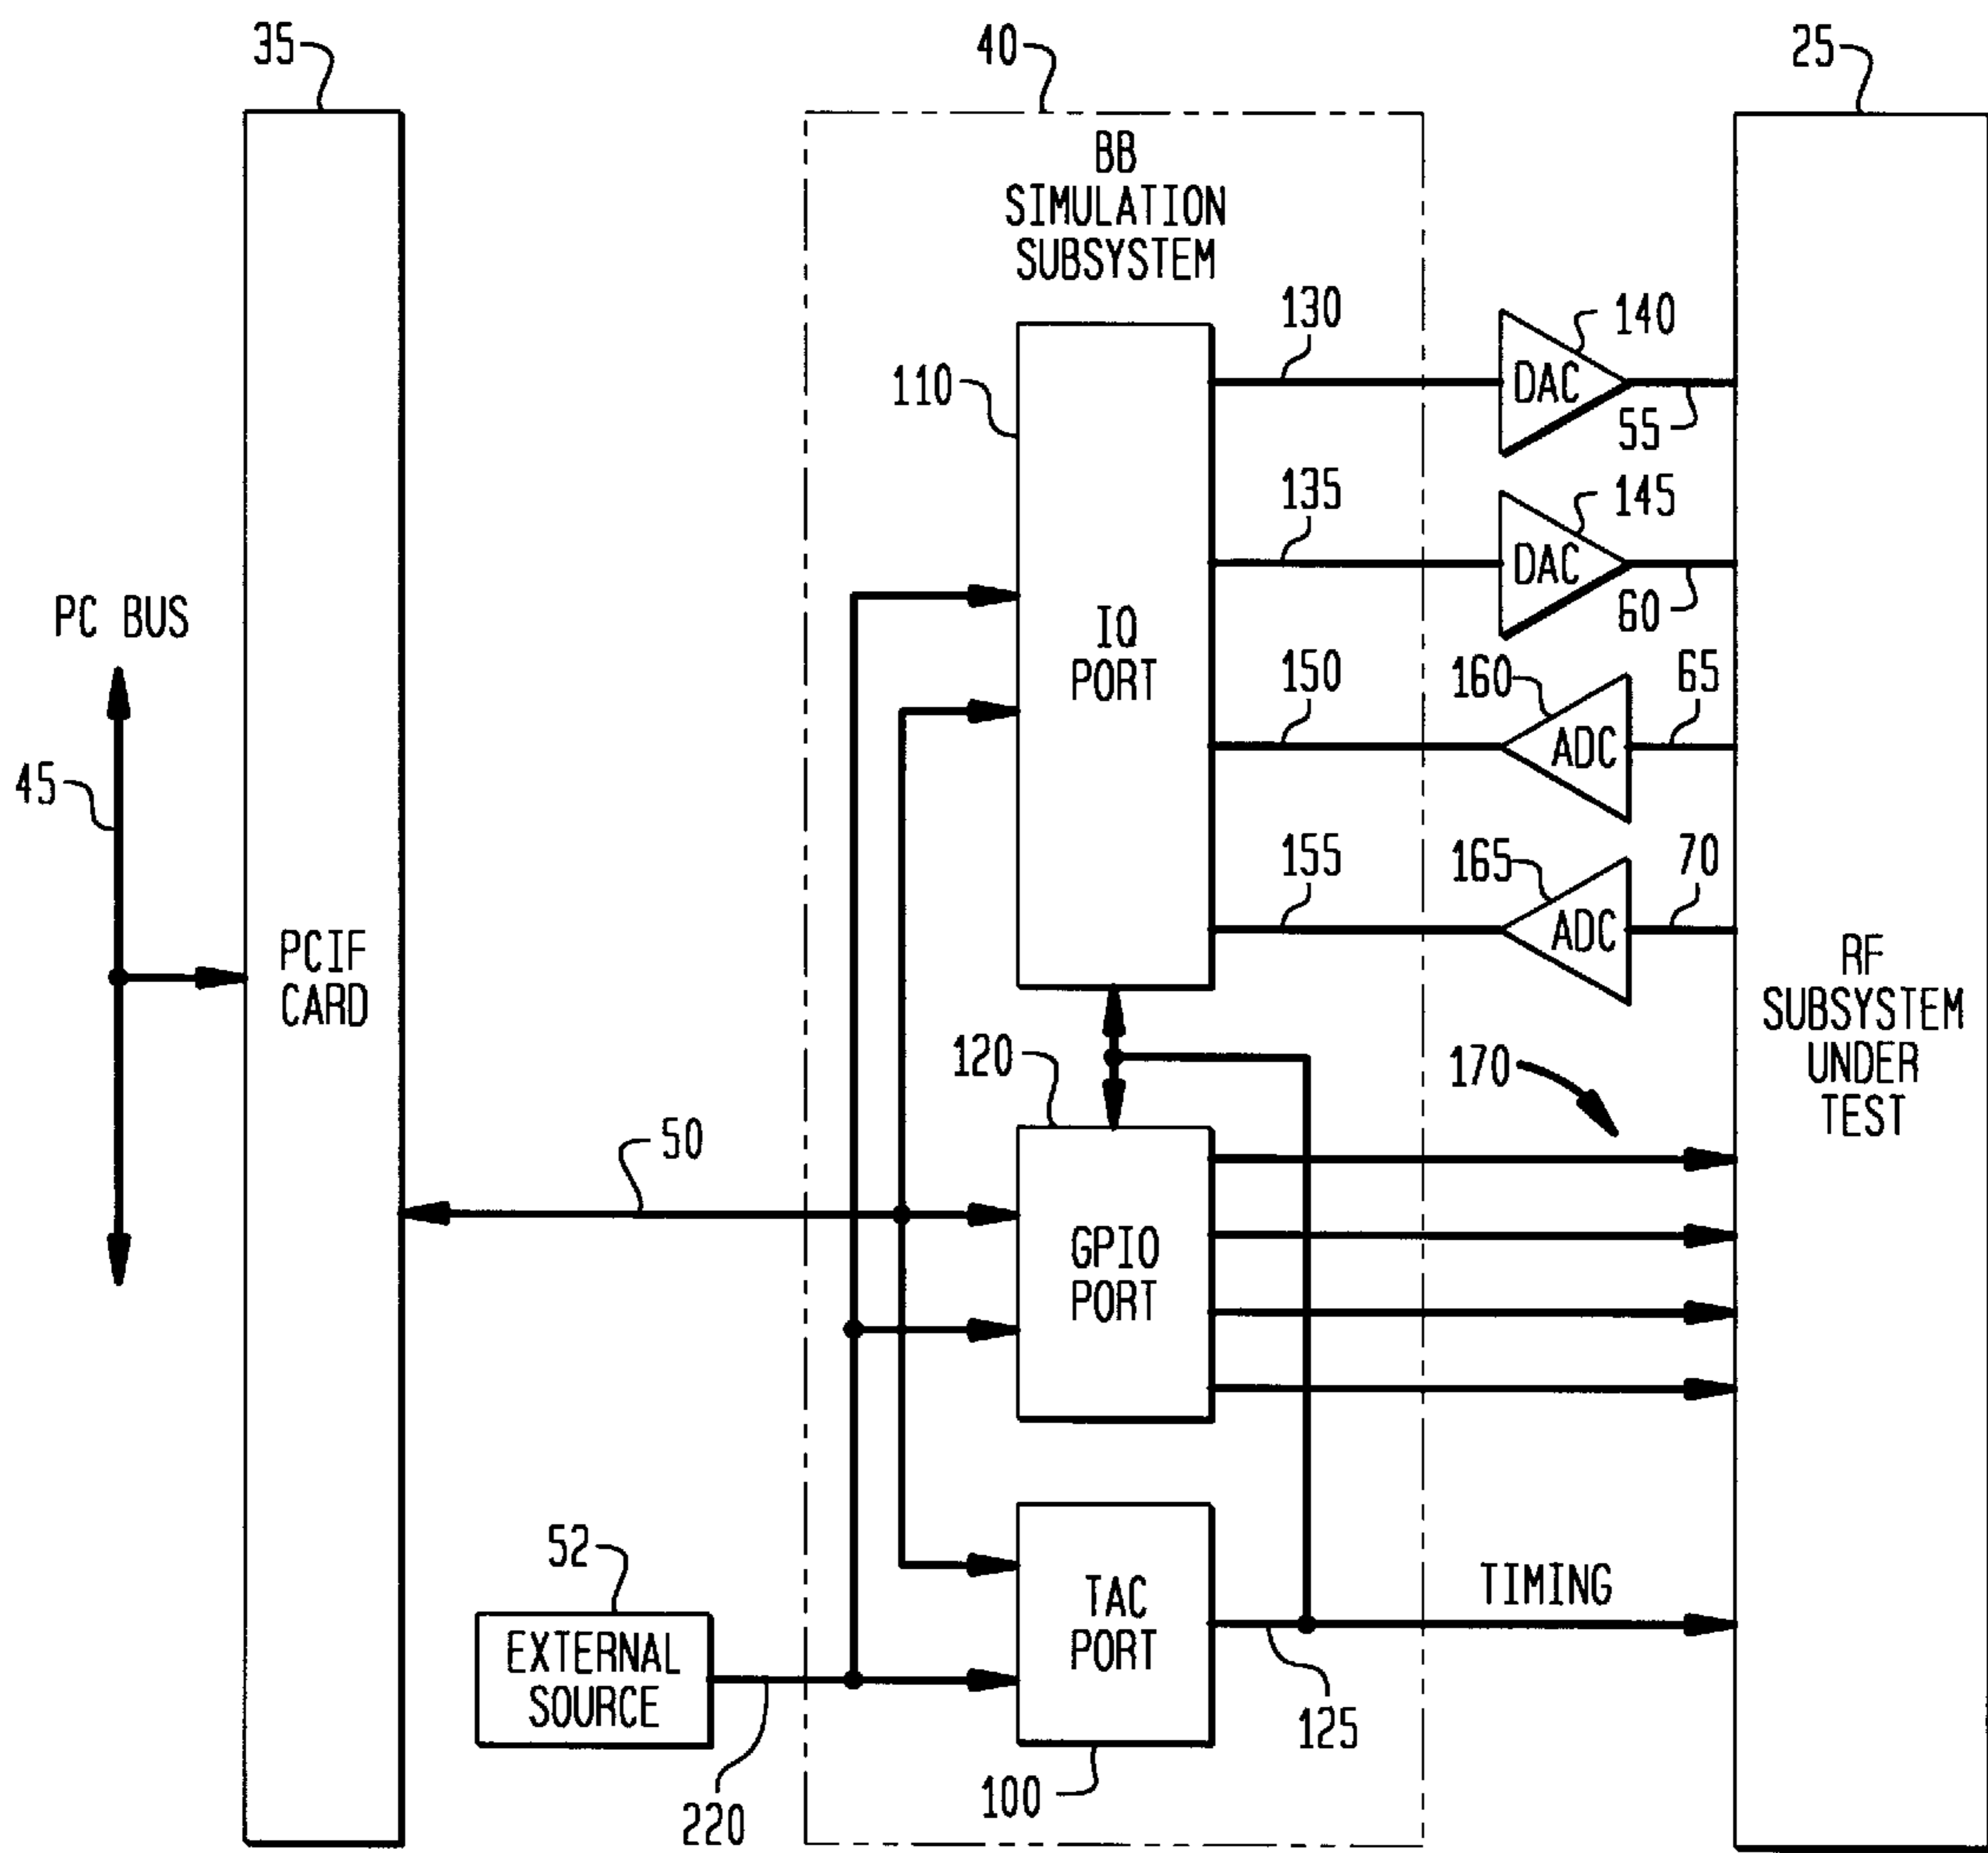 35
40
25
BB
SIMULATION
SUBSYSTEM
130
140
110
DAC
55
135
145
DAC
60
PC BUS
IQ
PORT
150
160
65
ADC
45
155
165
70
ADC
PCIF
CARD
RF
SUBSYSTEM
UNDER
TEST
120
170
50
GPIO
PORT
52
TIMING
TAC
PORT
EXTERNAL
SOURCE
125
100
220